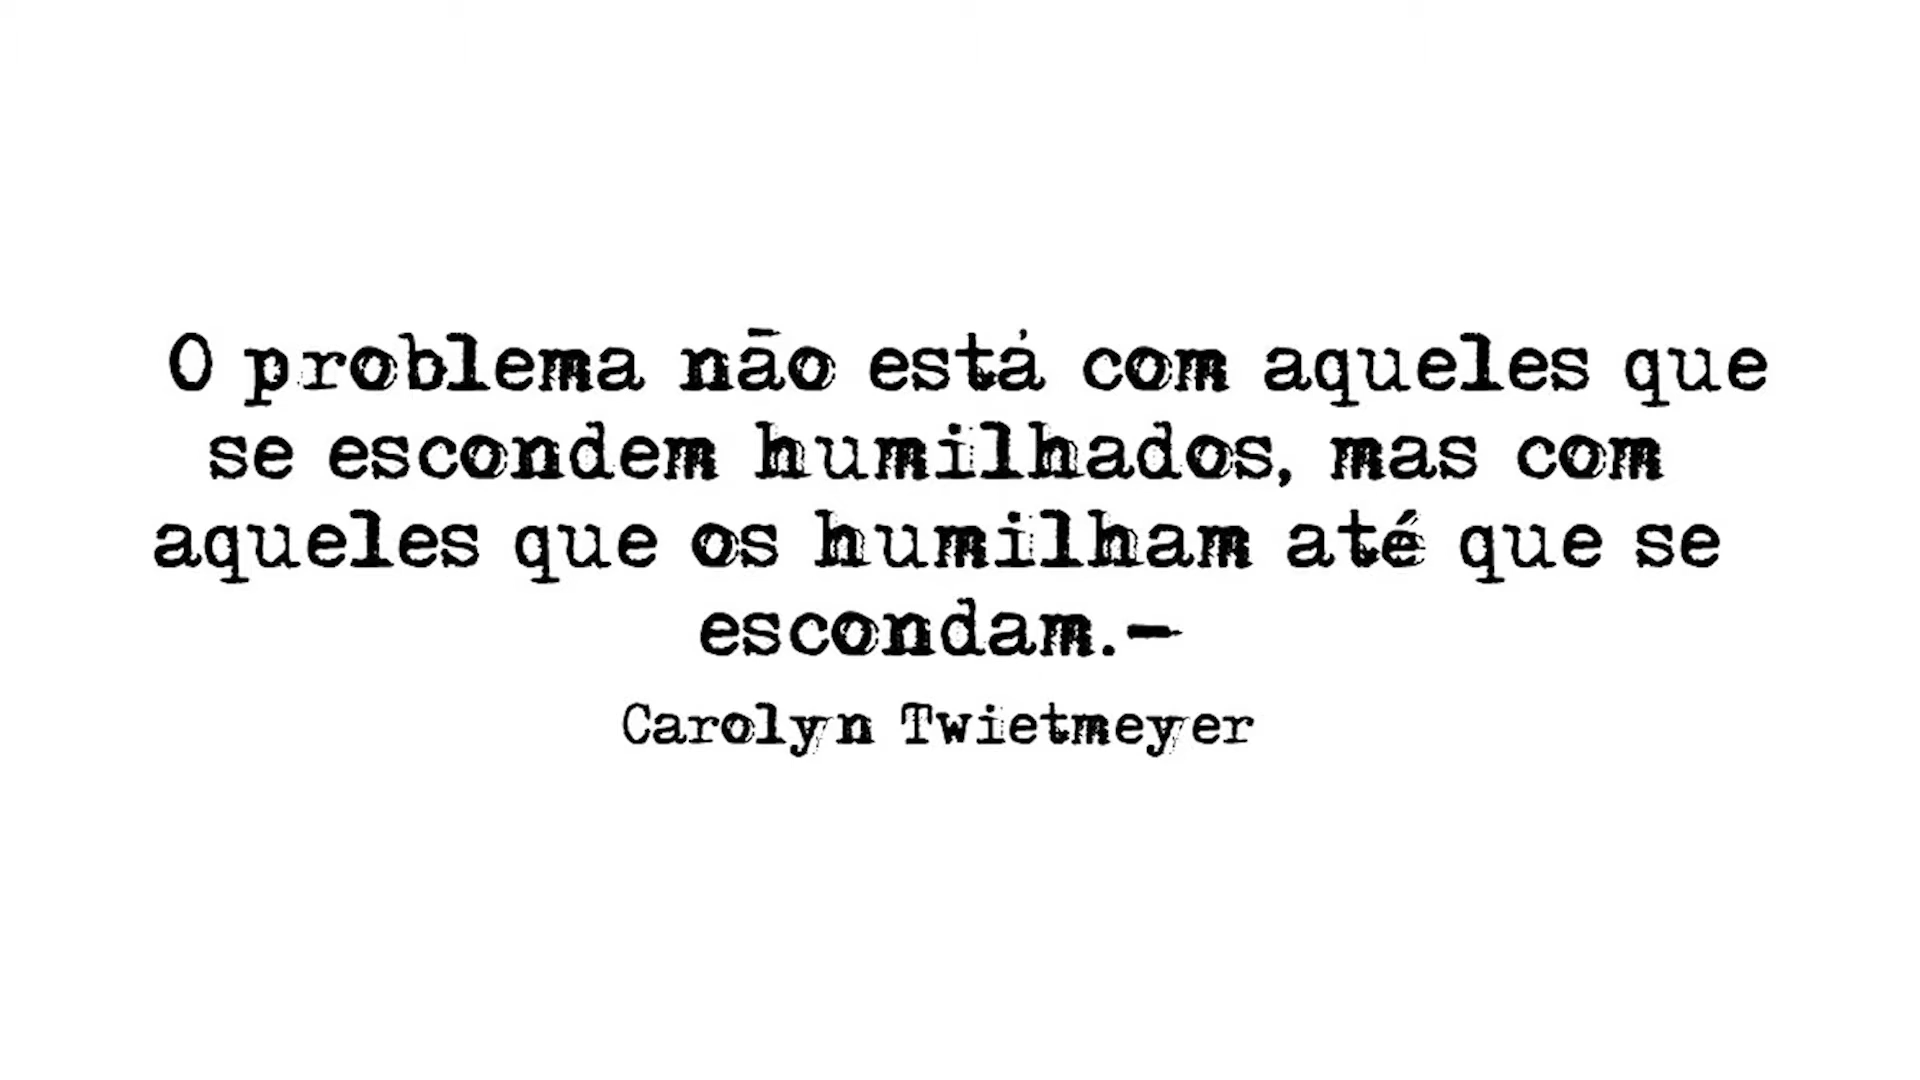 O problema não está com aqueles que
se escondem humilhados, mas com
aqueles que os humilham até que se
escondam.—
Carolyn Twietmeyer